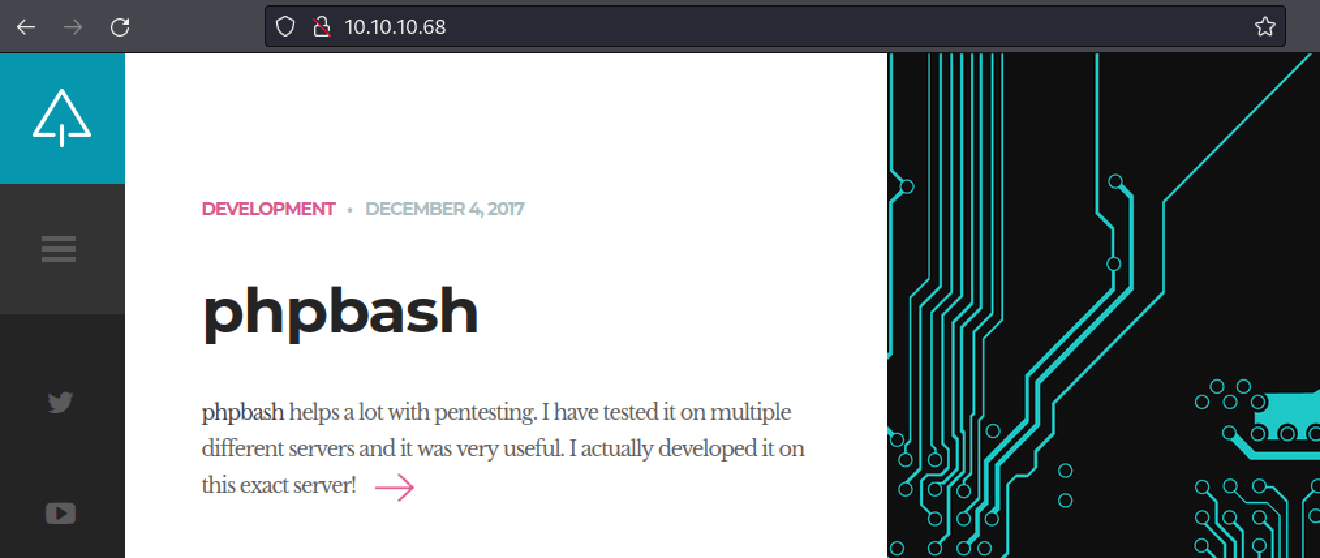 10.10.10.68
DEVELOPMENT • DECEMBER 4, 2017
phpbash
phpbash helps a lot with pentesting. I have tested it on multiple
different servers and it was very useful. I actually developed it on
this exact server!